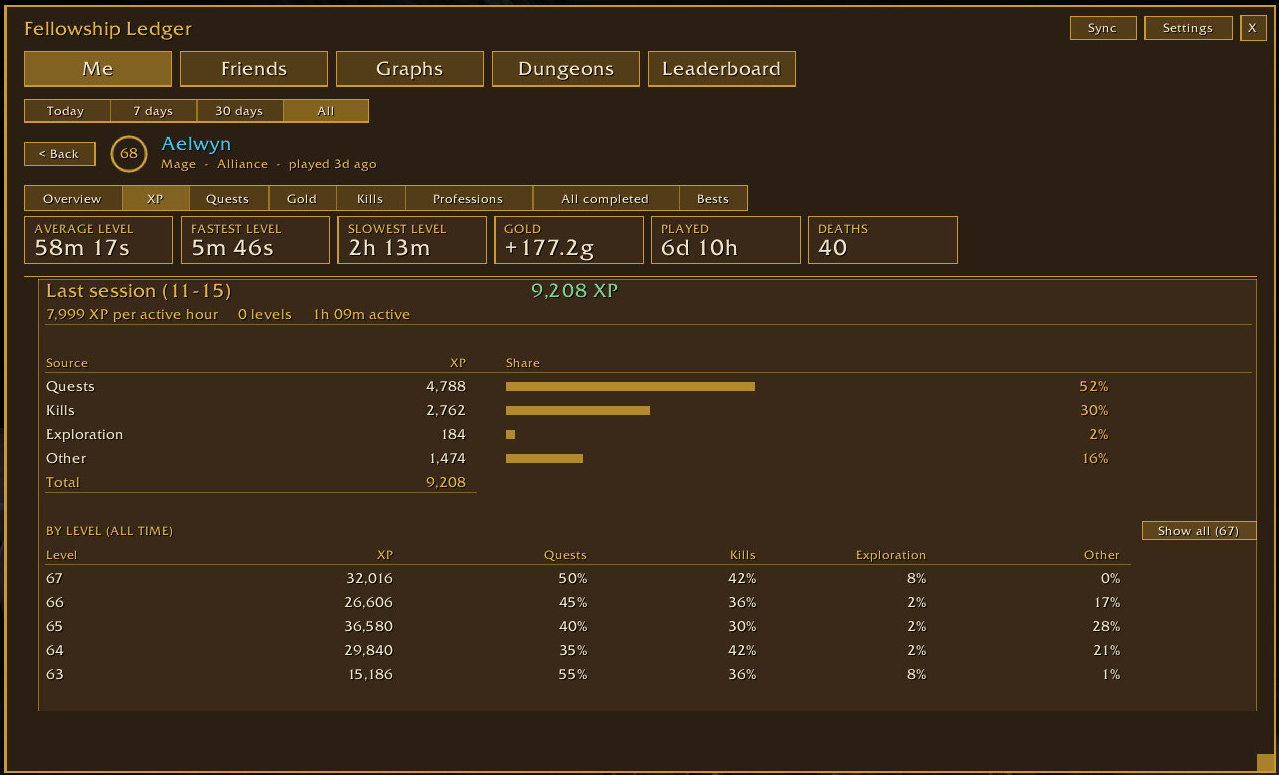 Fellowship Ledger Sync Settings X
Me Friends Graphs Dungeons Leaderboard
Today 7 days 30 days All
< Back 68 Aelwyn
Mage - Alliance - played 3d ago
Overview XP Quests Gold Kills Professions All completed Bests
AVERAGE LEVEL FASTEST LEVEL SLOWEST LEVEL GOLD PLAYED DEATHS
58m 17s 5m 46s 2h 13m +177.2g 6d 10h 40
Last session (11-15) 9,208 XP
7,999 XP per active hour 0 levels 1h 09m active
Source XP Share
Quests 4,788 52%
Kills 2,762 30%
Exploration 184 2%
Other 1,474 16%
Total 9,208
BY LEVEL (ALL TIME) Show all (67)
Level XP Quests Kills Exploration Other
67 32,016 50% 42% 8% 0%
66 26,606 45% 36% 2% 17%
65 36,580 40% 30% 2% 28%
64 29,840 35% 42% 2% 21%
63 15,186 55% 36% 8% 1%